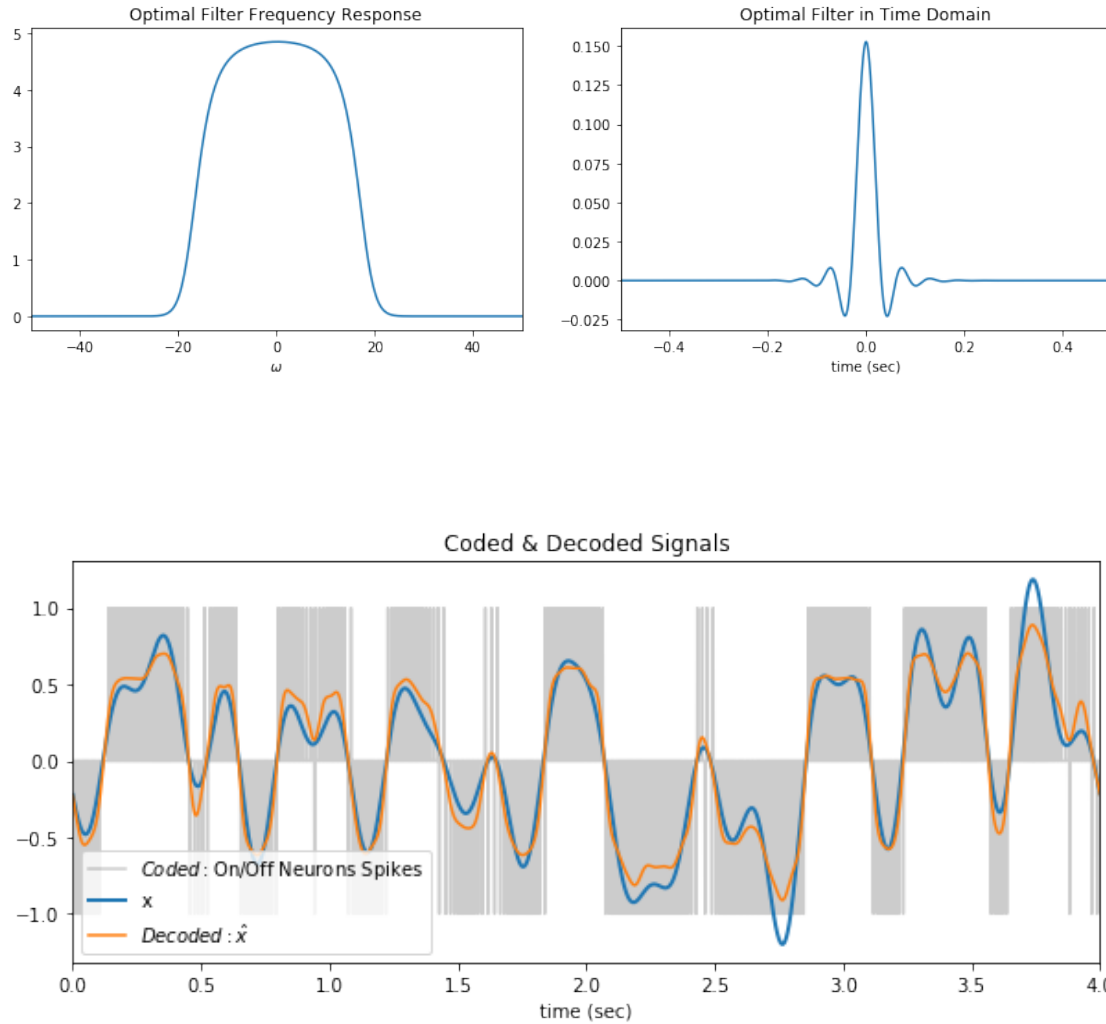 Optimal Filter Frequency Response
5
4
3
2
1
0
−40 −20 0 20 40
ω
Optimal Filter in Time Domain
0.150
0.125
0.100
0.075
0.050
0.025
0.000
−0.025
−0.4 −0.2 0.0 0.2 0.4
time (sec)
Coded & Decoded Signals
1.0
0.5
0.0
−0.5
−1.0
Coded: On/Off Neurons Spikes
x
Decoded: x̂
0.0 0.5 1.0 1.5 2.0 2.5 3.0 3.5 4.0
time (sec)